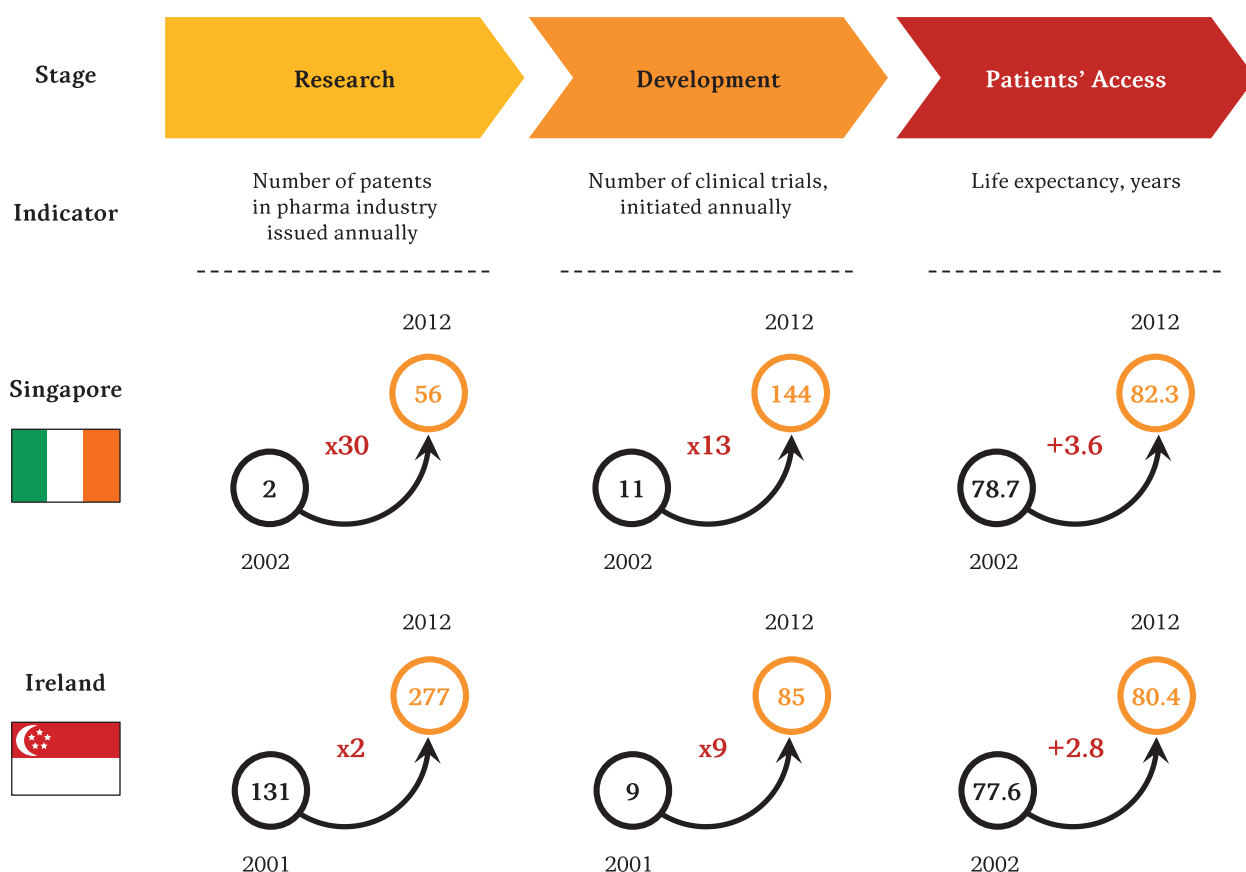 Stage
Research
Development
Patients’ Access
Indicator
Number of patents
in pharma industry
issued annually
Number of clinical trials,
initiated annually
Life expectancy, years
Singapore
2012
56
x30
2
2002
2012
144
x13
11
2002
2012
82.3
+3.6
78.7
2002
Ireland
2012
277
x2
131
2001
2012
85
x9
9
2001
2012
80.4
+2.8
77.6
2002